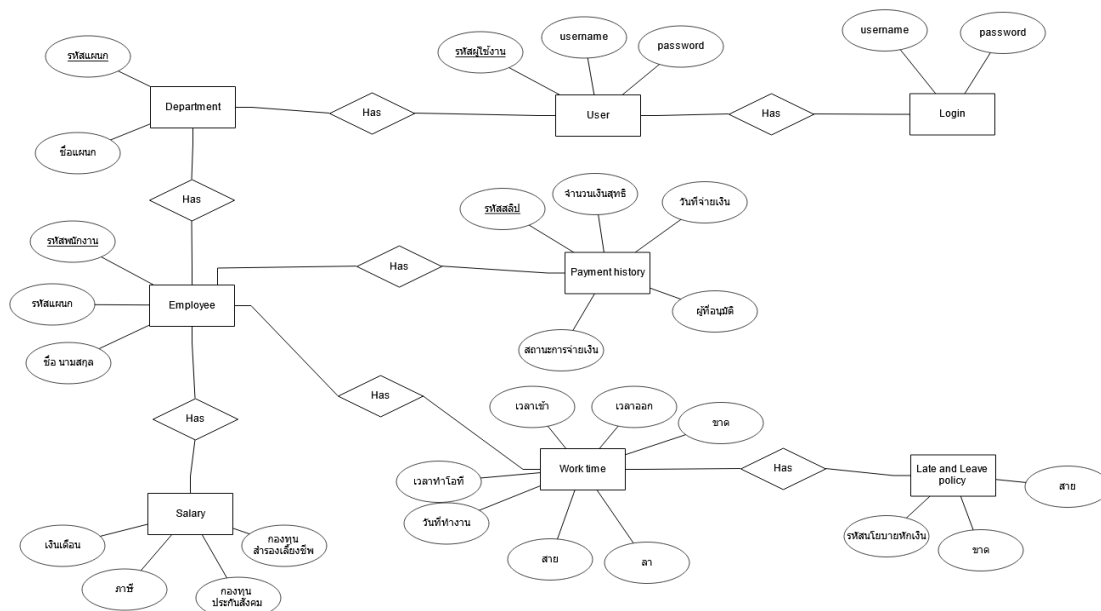 username
username
password
password
รหัสแผนก
รหัสผู้ใช้งาน
Department
Has
User
Has
Login
ชื่อแผนก
Has
รหัสสลิป
จำนวนเงินสุทธิ
วันที่จ่ายเงิน
รหัสพนักงาน
Has
Payment history
รหัสแผนก
Employee
ผู้ที่อนุมัติ
ชื่อ นามสกุล
สถานะการจ่ายเงิน
Has
Has
เวลาเข้า
เวลาออก
ขาด
เวลาทำโอที
Work time
Has
Late and Leave
policy
สาย
วันที่ทำงาน
Salary
สาย
ลา
รหัสนโยบายหักเงิน
ขาด
เงินเดือน
กองทุน
สำรองเลี้ยงชีพ
ภาษี
กองทุน
ประกันสังคม